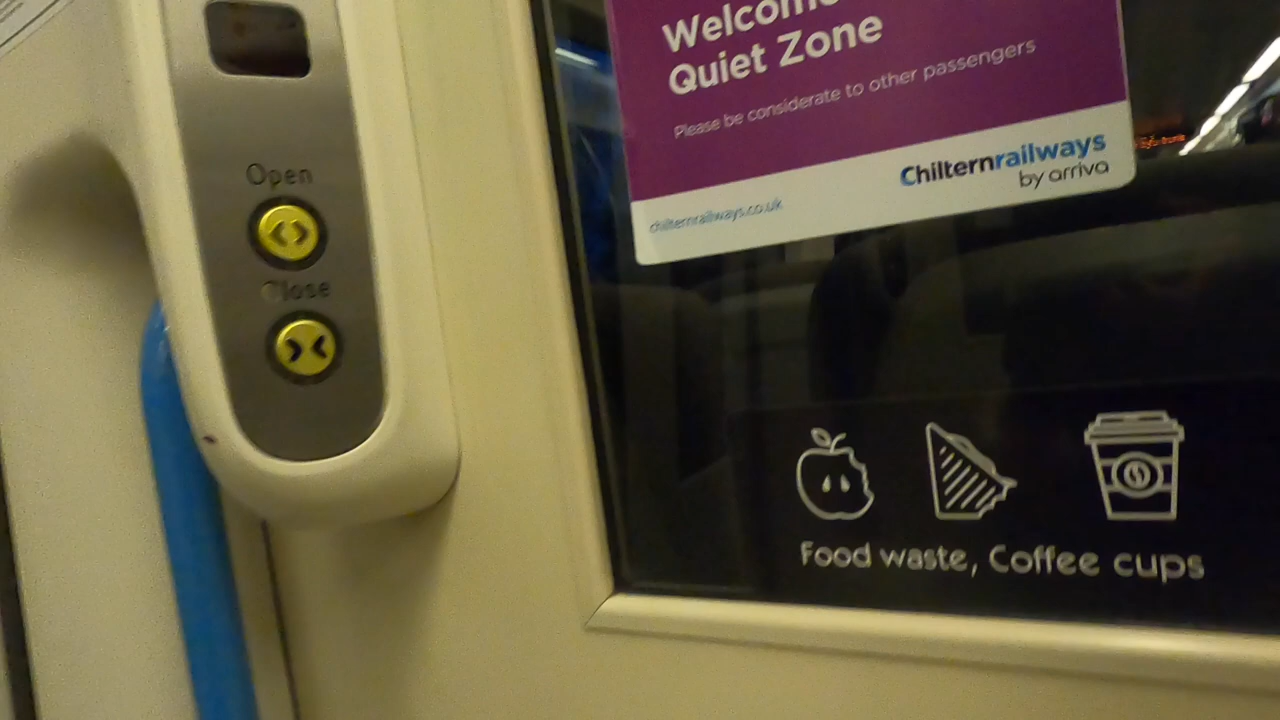 Welcome
Quiet Zone
Please be considerate to other passengers
Chilternrailways
by arriva
chilternrailways.co.uk
Open
Close
Food waste, Coffee cups